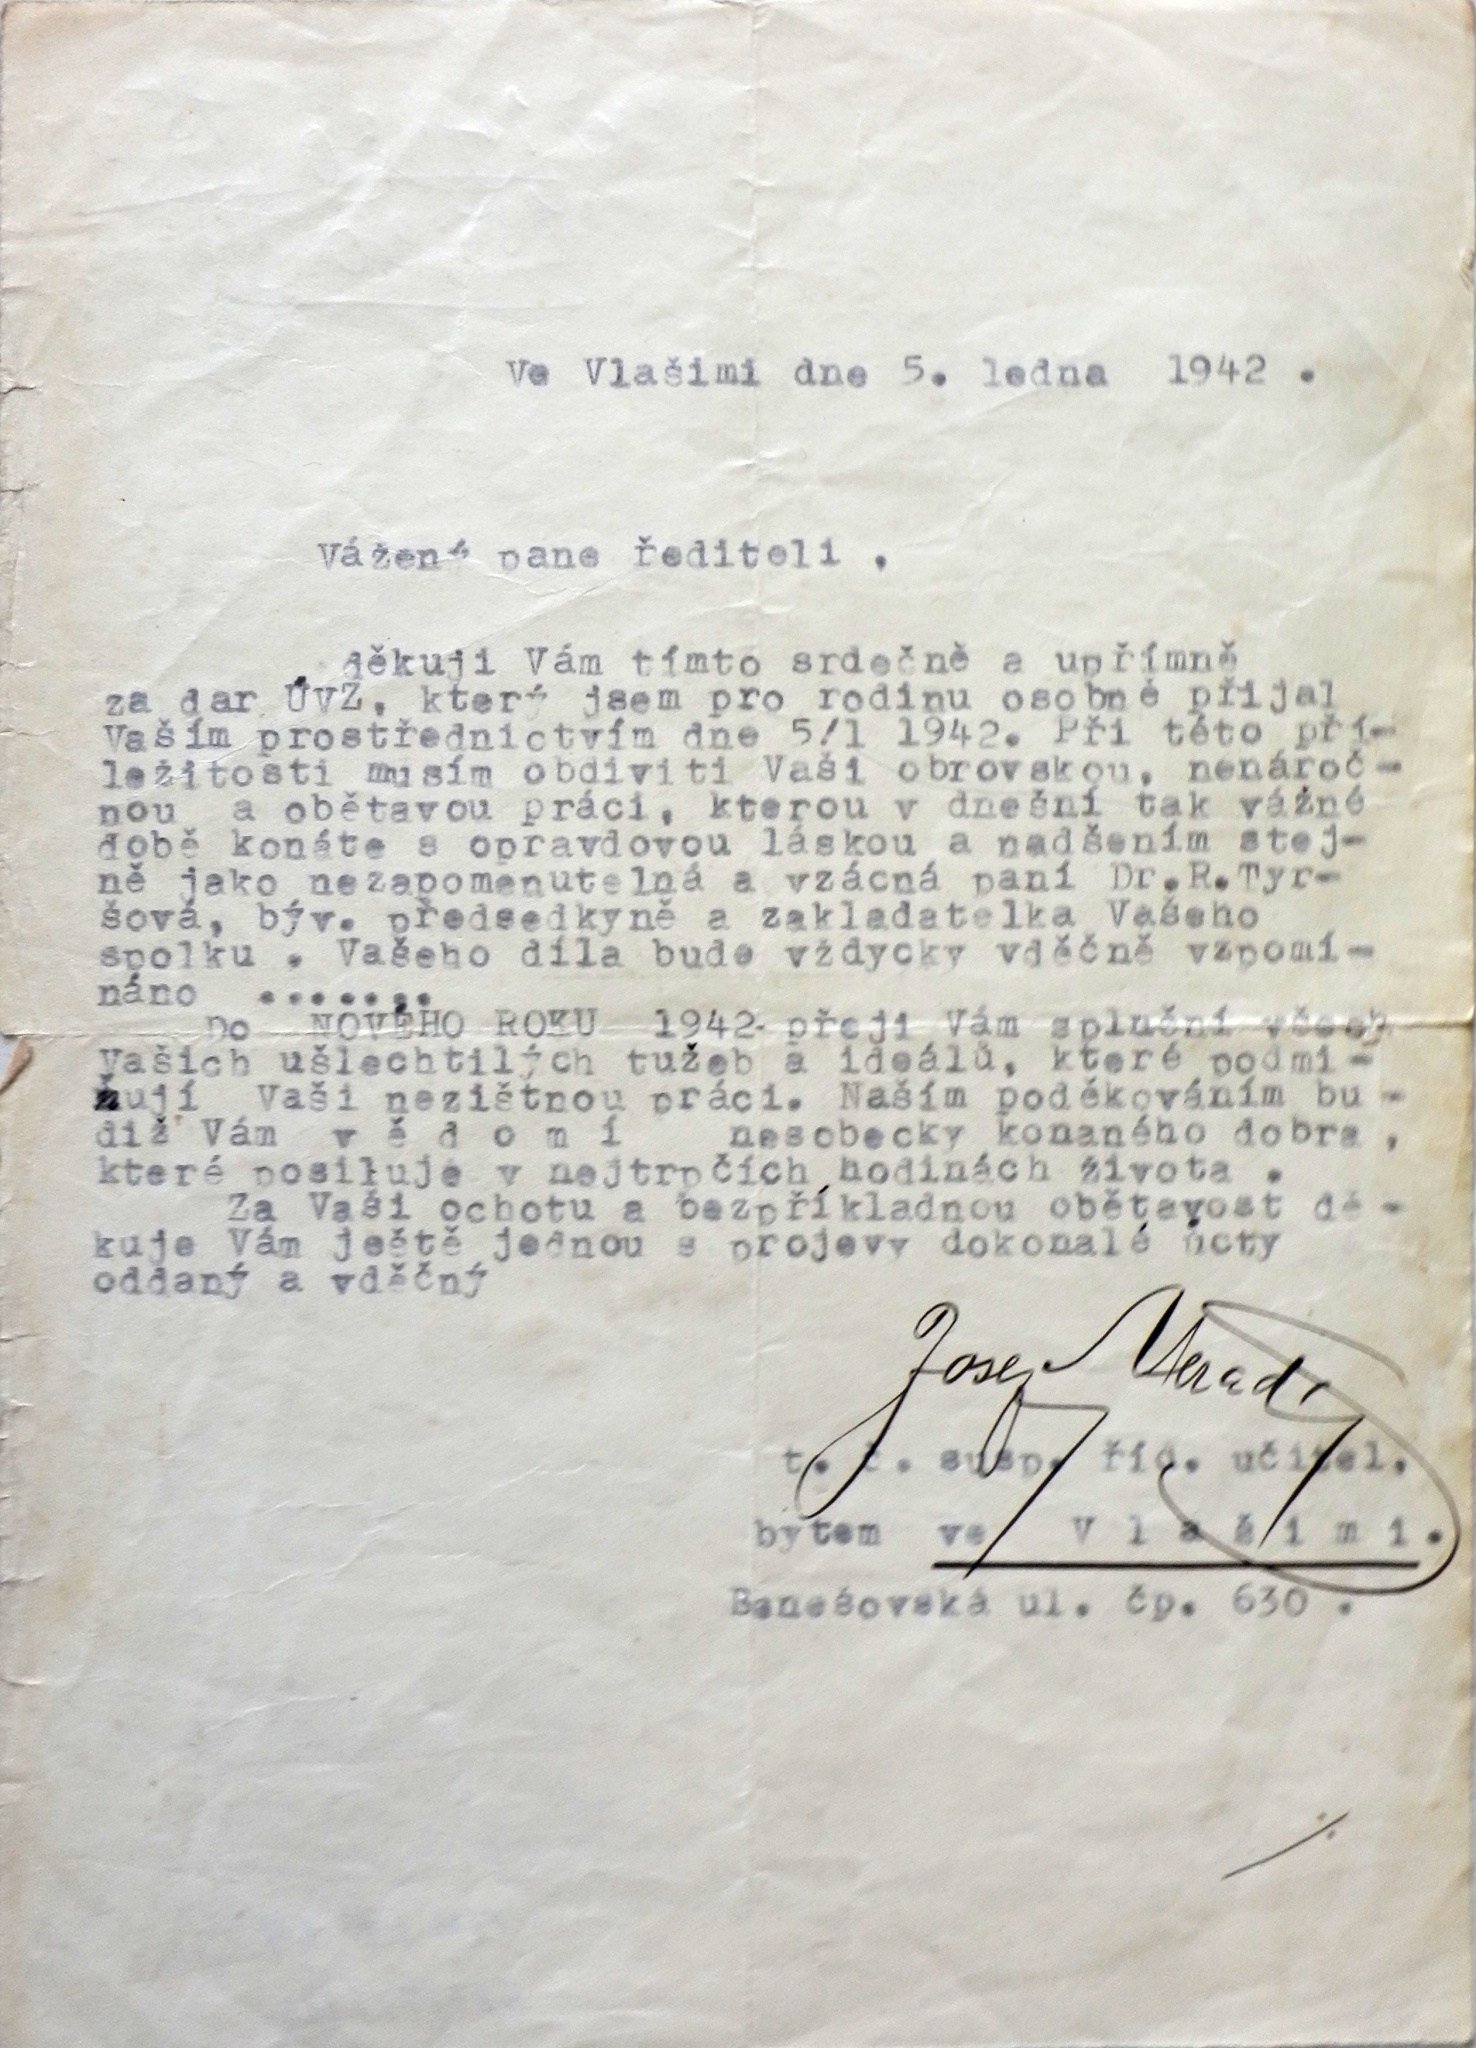 Ve Vlašimi dne 5. ledna 1942 .
Vážený pane řediteli .
děkuji Vám tímto srdečně a upřímně
za dar ÚVŽ, který jsem pro rodinu osobně přijal
Vaším prostřednictvím dne 5/1 1942. Při této pří-
ležitosti musím obdiviti Vaši obrovskou, nenároč-
nou a obětavou práci, kterou v dnešní tak vážné
době konáte s opravdovou láskou a nadšením stej-
ně jako nezapomenutelná a vzácná paní Dr.R.Tyr-
šová, býv. předsedkyně a zakladatelka Vašeho
spolku . Vašeho díla bude vždycky vděčně vzpomí-
náno .......
Do NOVÉHO ROKU 1942 přeji Vám splnění všech
Vašich ušlechtilých tužeb a ideálů, které podmi-
ňují Vaši nezištnou práci. Naším poděkováním bu -
diž Vám v ě d o m í nesobecky konaného dobra ,
které posiluje v nejtrpčích hodinách života .
Za Vaši ochotu a bezpříkladnou obětavost dě -
kuje Vám ještě jednou s projevy dokonalé úcty
oddaný a vděčný
Josef
t. č. susp. říd. učitel.
bytem ve V l a š i m i .
Benešovská ul. čp. 630 .